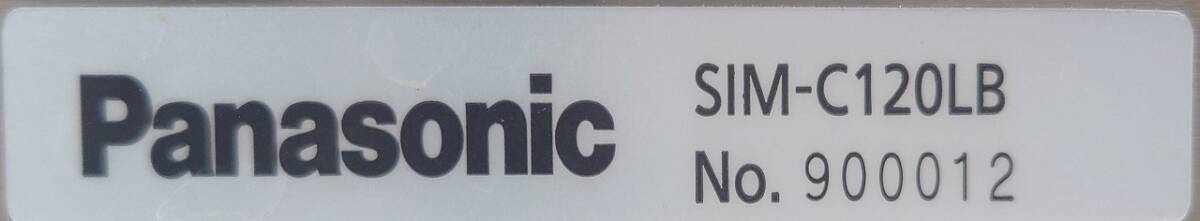 Panasonic
SIM-C120LB
No. 900012